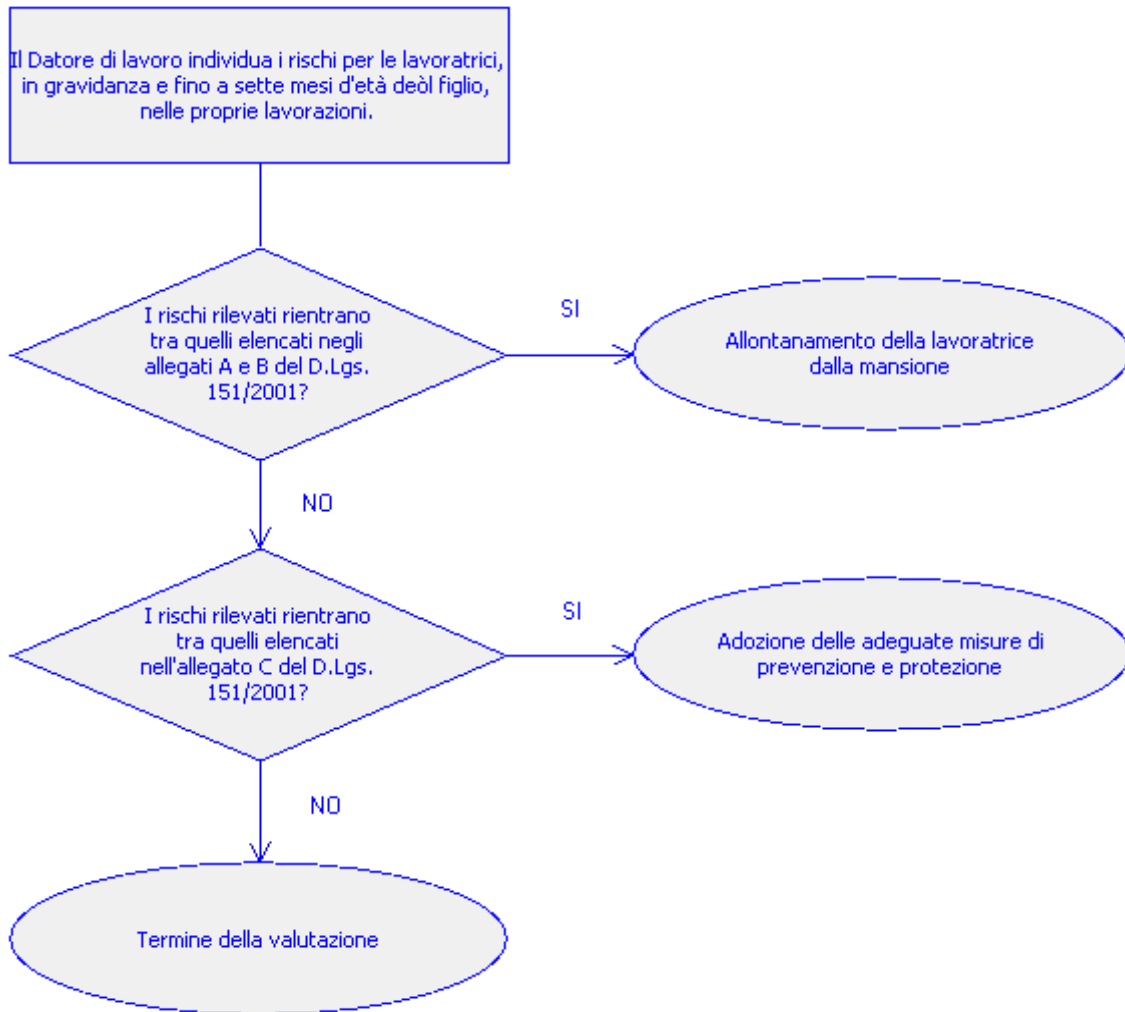 Il Datore di lavoro individua i rischi per le lavoratrici,
in gravidanza e fino a sette mesi d'età deòl figlio,
nelle proprie lavorazioni.
I rischi rilevati rientrano
tra quelli elencati negli
allegati A e B del D.Lgs.
151/2001?
SI
Allontanamento della lavoratrice
dalla mansione
NO
I rischi rilevati rientrano
tra quelli elencati
nell'allegato C del D.Lgs.
151/2001?
SI
Adozione delle adeguate misure di
prevenzione e protezione
NO
Termine della valutazione